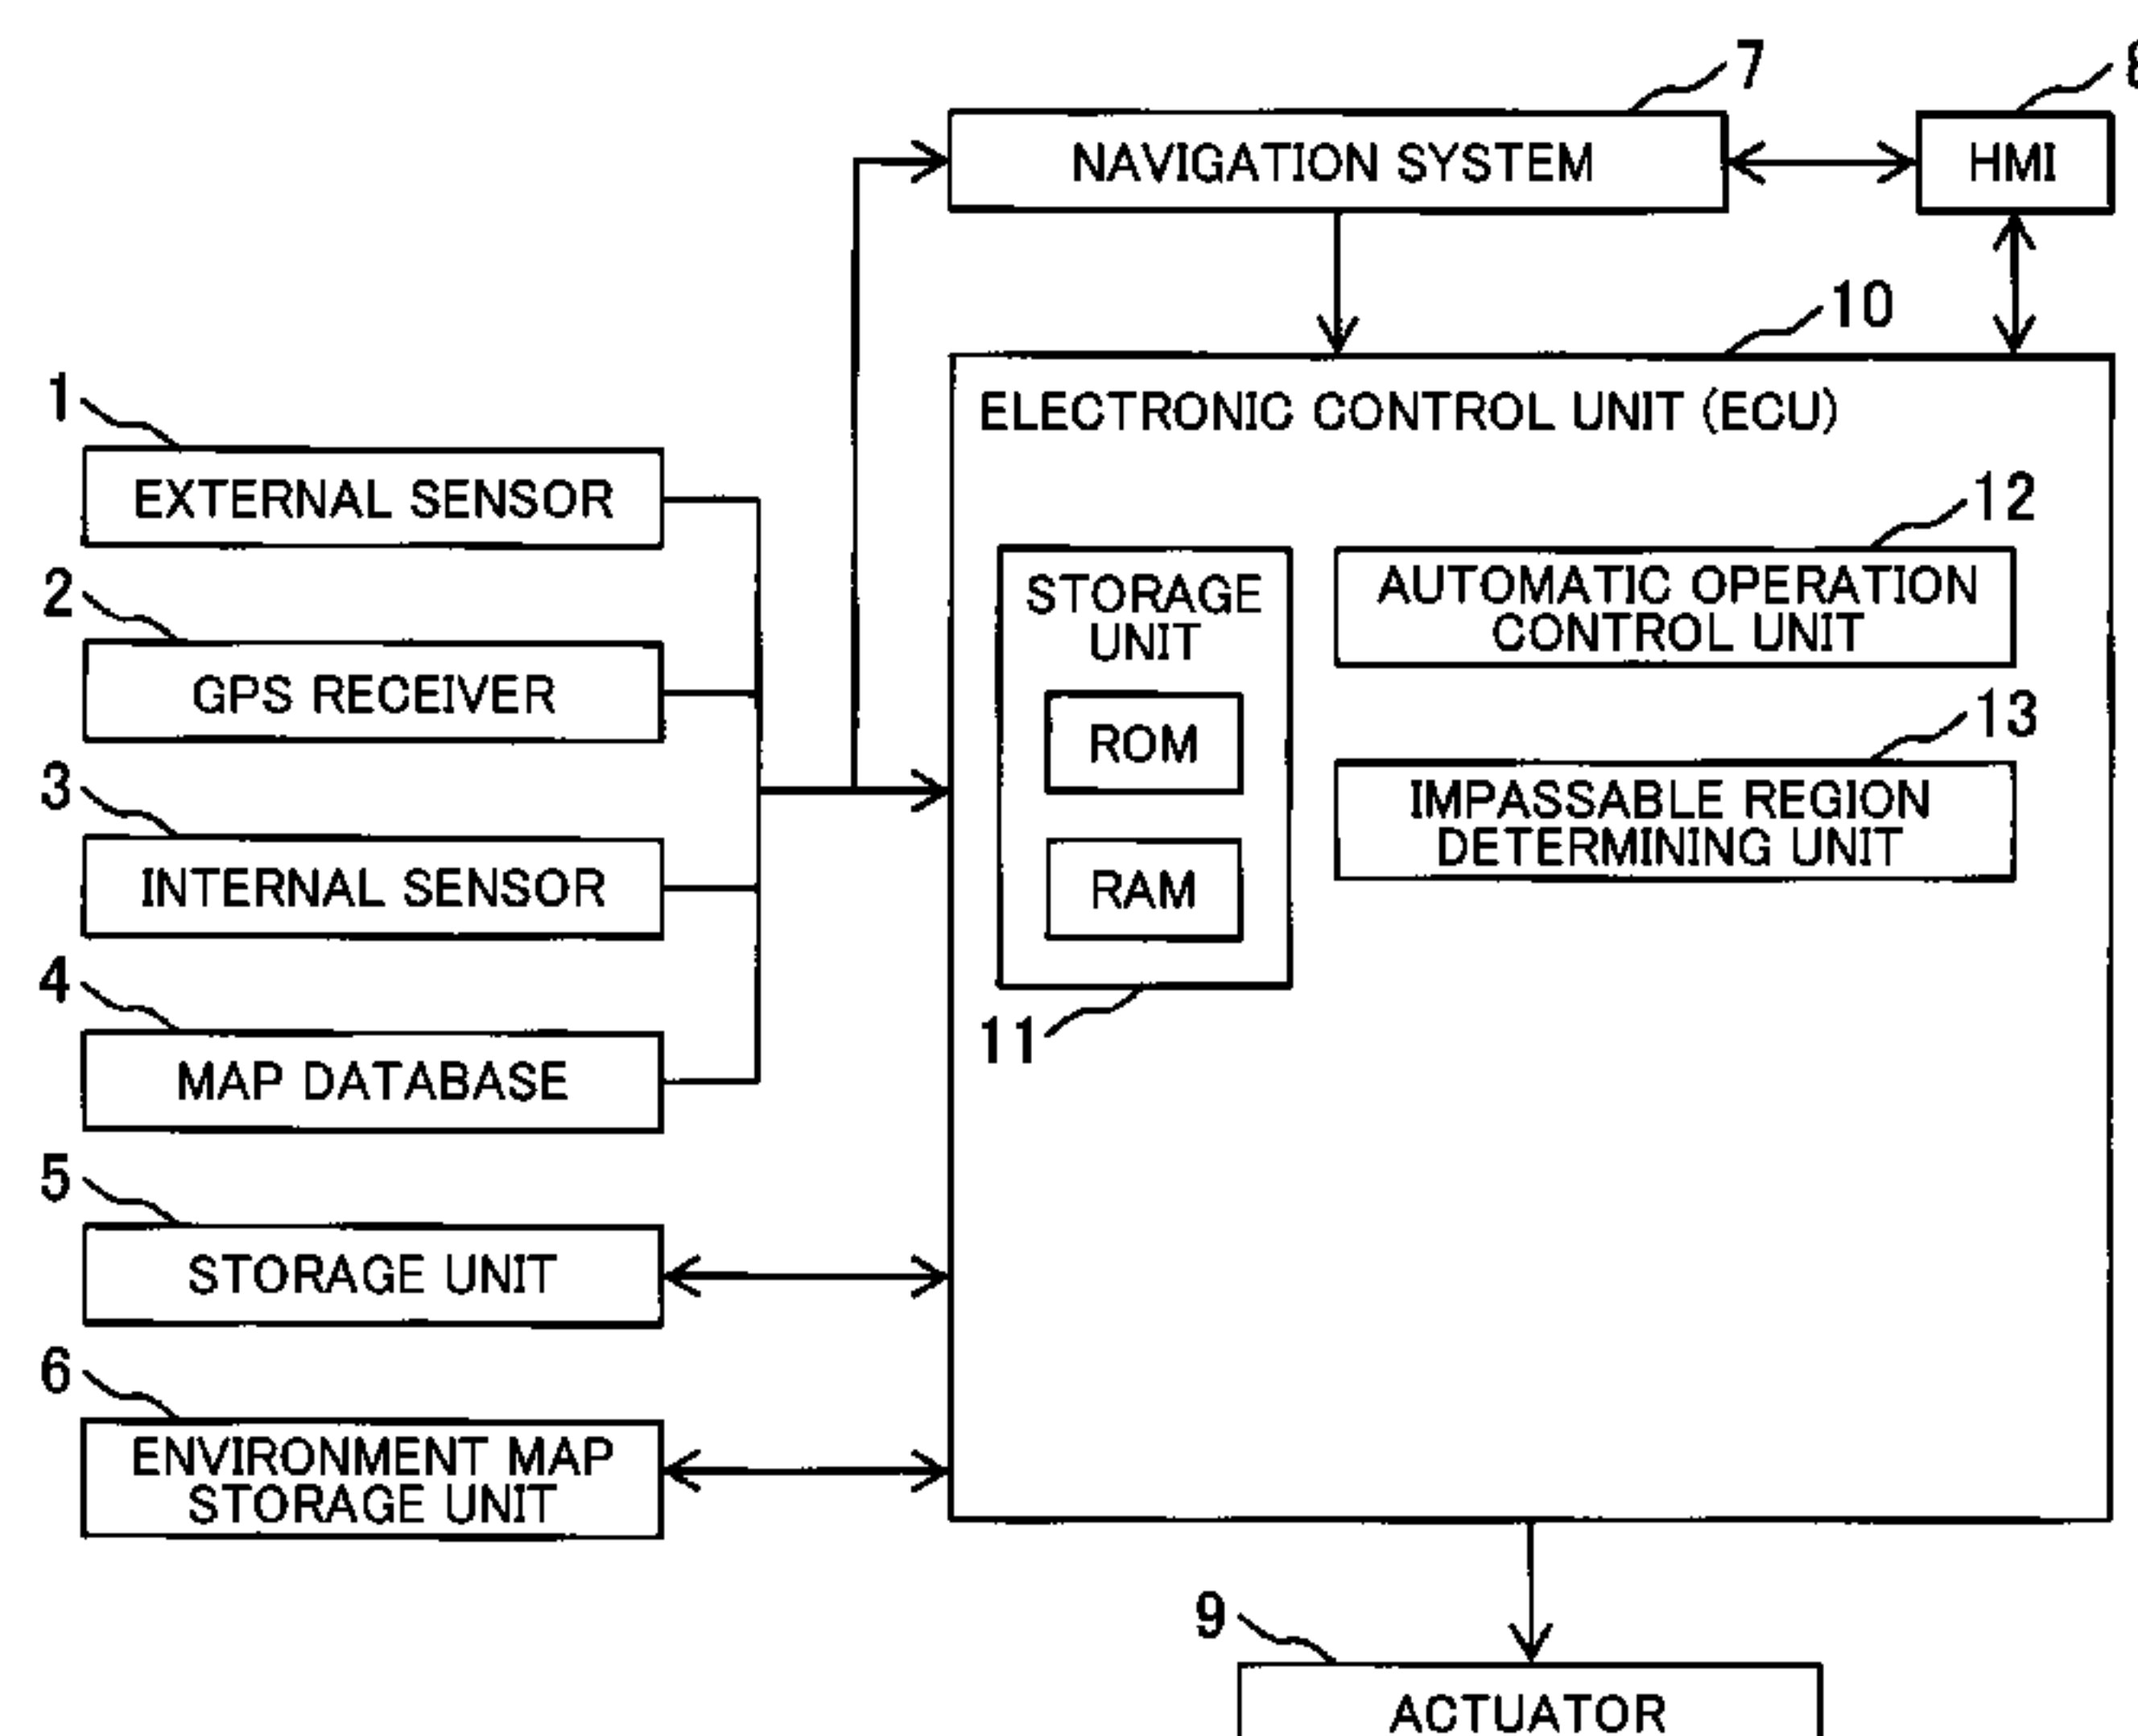 7
8
NAVIGATION SYSTEM
HMI
10
ELECTRONIC CONTROL UNIT (ECU)
1
EXTERNAL SENSOR
2
GPS RECEIVER
3
INTERNAL SENSOR
4
MAP DATABASE
5
STORAGE UNIT
6
ENVIRONMENT MAP
STORAGE UNIT
STORAGE
UNIT
ROM
RAM
11
12
AUTOMATIC OPERATION
CONTROL UNIT
13
IMPASSABLE REGION
DETERMINING UNIT
9
ACTUATOR